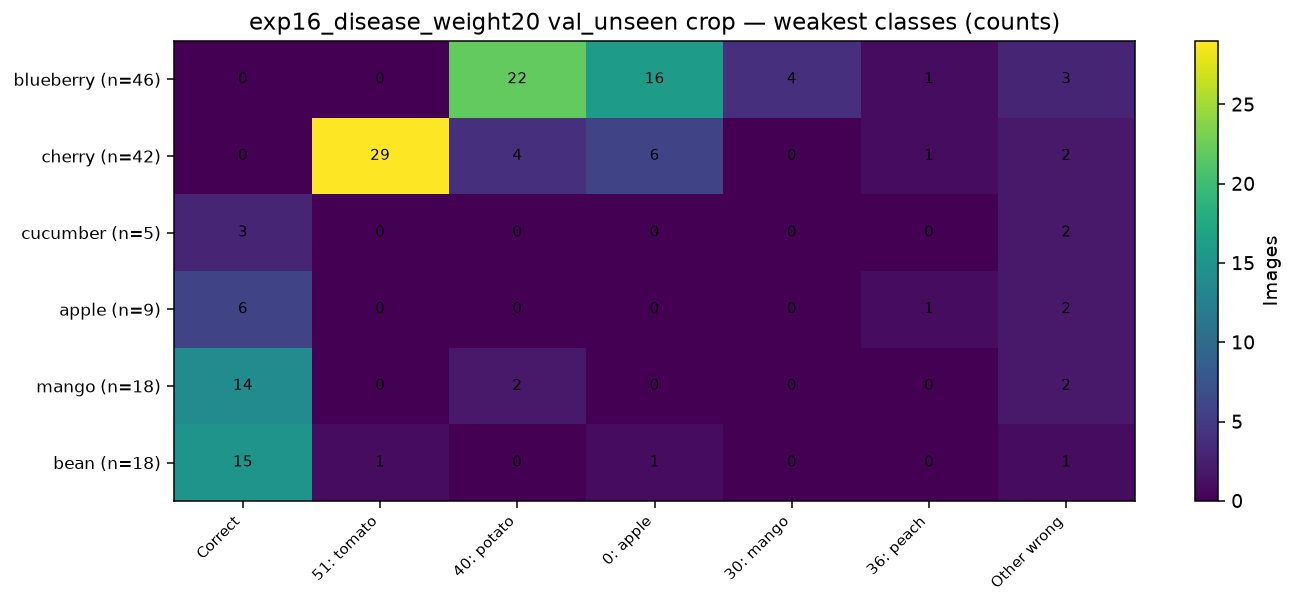 exp16_disease_weight20 val_unseen crop — weakest classes (counts)
blueberry (n=46) 0 0 22 16 4 1 3
cherry (n=42) 0 29 4 6 0 1 2
cucumber (n=5) 3 0 0 0 0 0 2
apple (n=9) 6 0 0 0 0 1 2
mango (n=18) 14 0 2 0 0 0 2
bean (n=18) 15 1 0 1 0 0 1
Correct
51: tomato
40: potato
0: apple
30: mango
36: peach
Other wrong
25
20
15
10
5
0
Images